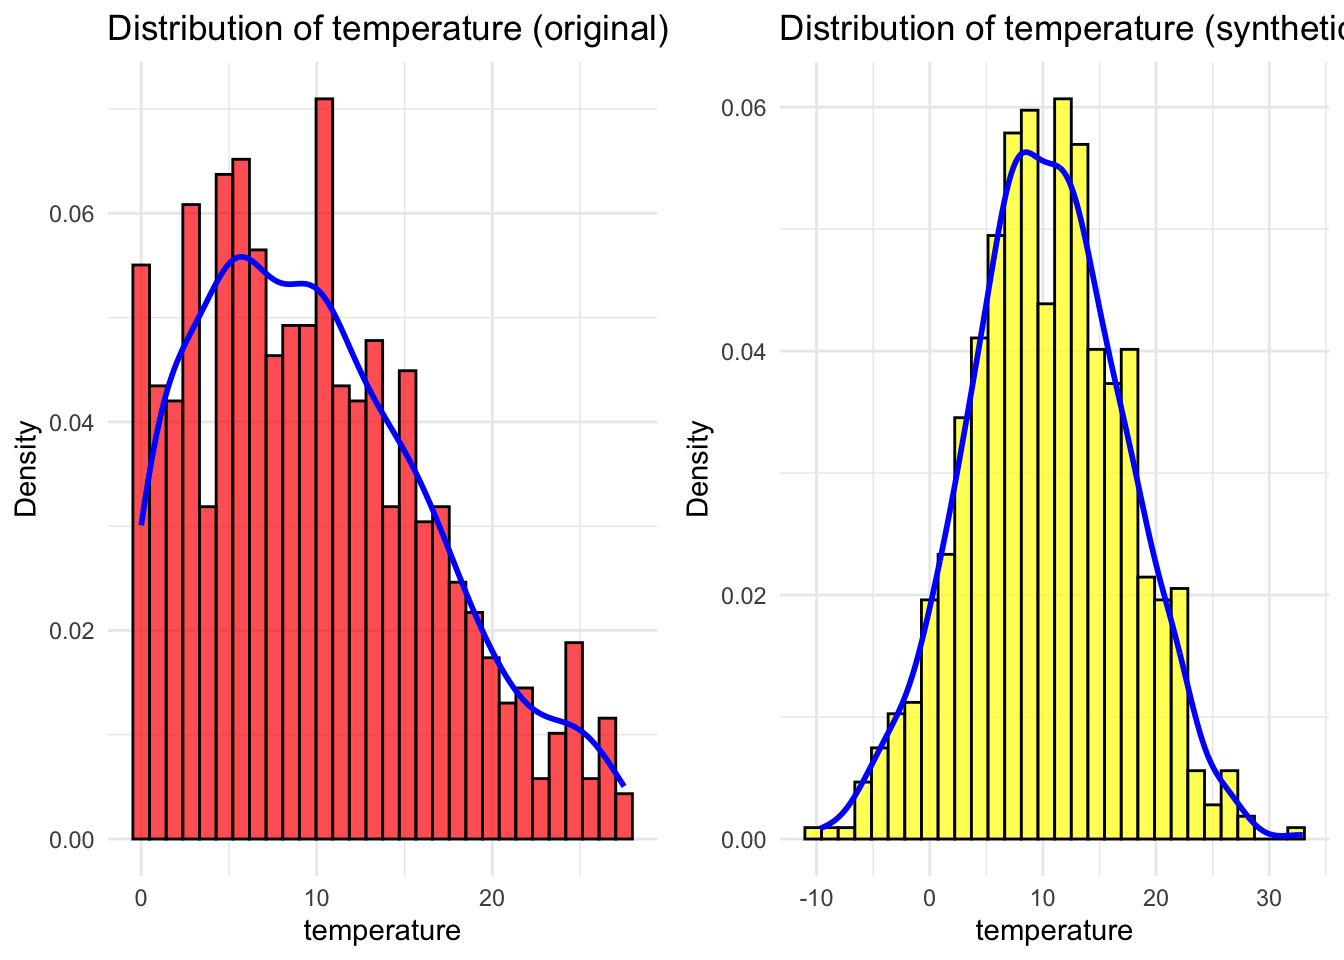 Distribution of temperature (original)
Density
0.06
0.04
0.02
0.00
0
10
20
temperature
Distribution of temperature (synthetic
Density
0.06
0.04
0.02
0.00
-10
0
10
20
30
temperature